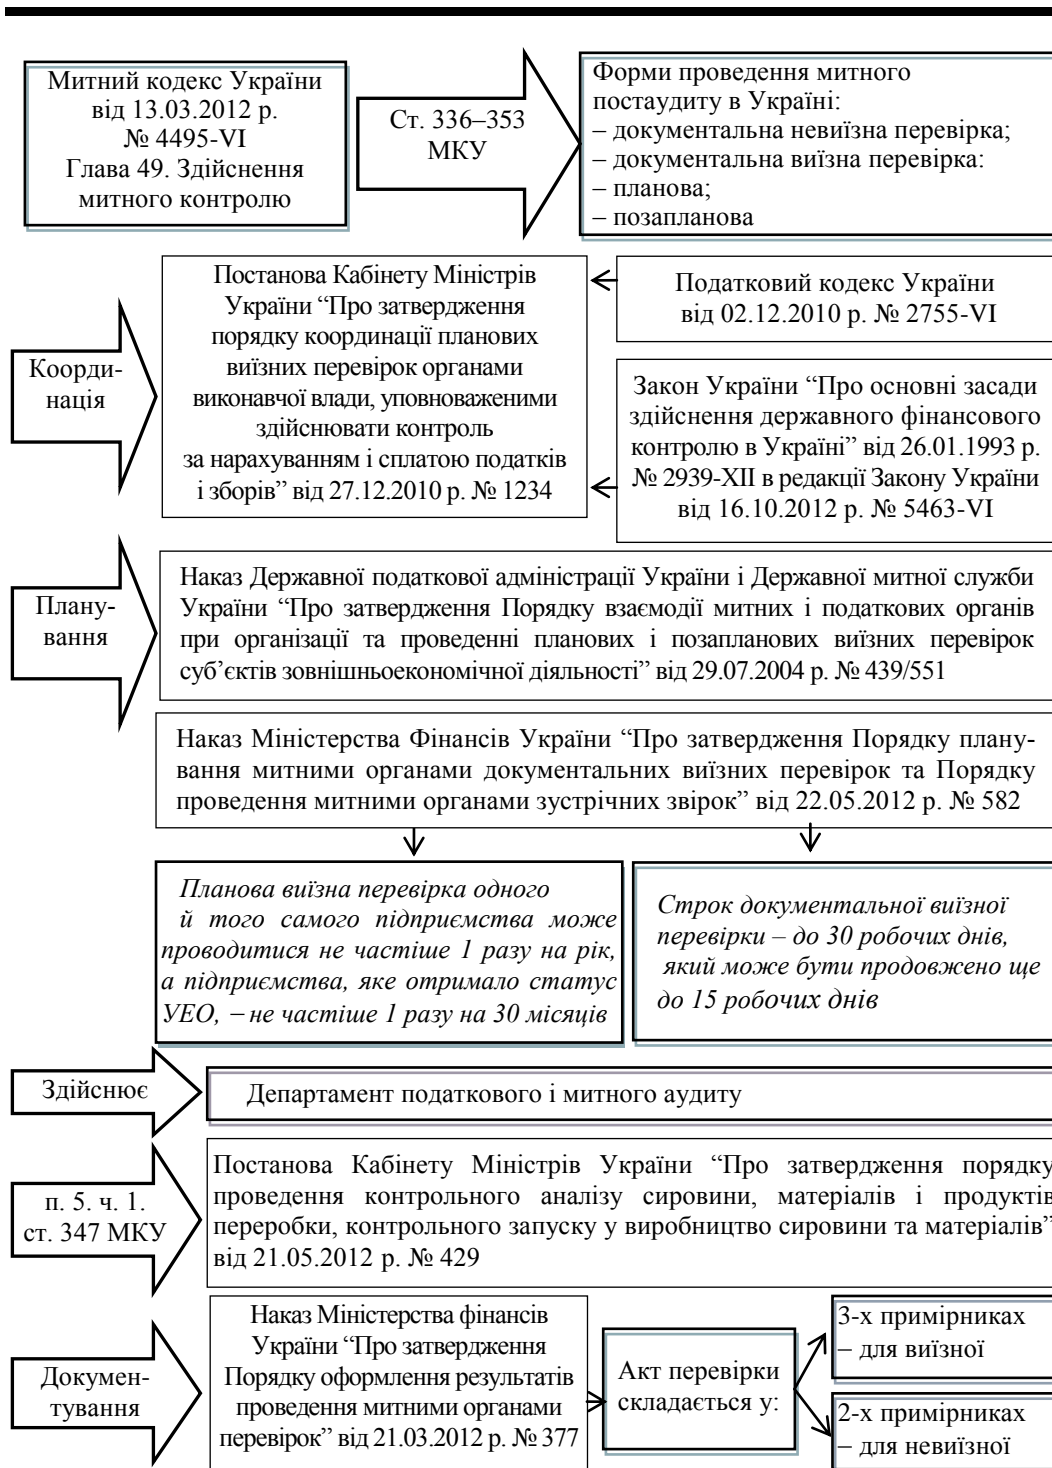 Митний кодекс України
від 13.03.2012 р.
№ 4495-VI
Глава 49. Здійснення
митного контролю
Ст. 336–353
МКУ
Форми проведення митного
постаудиту в Україні:
– документальна невиїзна перевірка;
– документальна виїзна перевірка:
– планова;
– позапланова
Коорди-
нація
Постанова Кабінету Міністрів
України “Про затвердження
порядку координації планових
виїзних перевірок органами
виконавчої влади, уповноваженими
здійснювати контроль
за нарахуванням і сплатою податків
і зборів” від 27.12.2010 р. № 1234
Податковий кодекс України
від 02.12.2010 р. № 2755-VI
Закон України “Про основні засади
здійснення державного фінансового
контролю в Україні” від 26.01.1993 р.
№ 2939-XII в редакції Закону України
від 16.10.2012 р. № 5463-VI
Плану-
вання
Наказ Державної податкової адміністрації України і Державної митної служби
України “Про затвердження Порядку взаємодії митних і податкових органів
при організації та проведенні планових і позапланових виїзних перевірок
суб’єктів зовнішньоекономічної діяльності” від 29.07.2004 р. № 439/551
Наказ Міністерства Фінансів України “Про затвердження Порядку плану-
вання митними органами документальних виїзних перевірок та Порядку
проведення митними органами зустрічних звірок” від 22.05.2012 р. № 582
Планова виїзна перевірка одного
й того самого підприємства може
проводитися не частіше 1 разу на рік,
а підприємства, яке отримало статус
УЕО, – не частіше 1 разу на 30 місяців
Строк документальної виїзної
перевірки – до 30 робочих днів,
який може бути продовжено ще
до 15 робочих днів
Здійснює
Департамент податкового і митного аудиту
п. 5. ч. 1.
ст. 347 МКУ
Постанова Кабінету Міністрів України “Про затвердження порядку
проведення контрольного аналізу сировини, матеріалів і продуктів
переробки, контрольного запуску у виробництво сировини та матеріалів”
від 21.05.2012 р. № 429
Докумен-
тування
Наказ Міністерства фінансів
України “Про затвердження
Порядку оформлення результатів
проведення митними органами
перевірок” від 21.03.2012 р. № 377
Акт перевірки
складається у:
3-х примірниках
– для виїзної
2-х примірниках
– для невиїзної